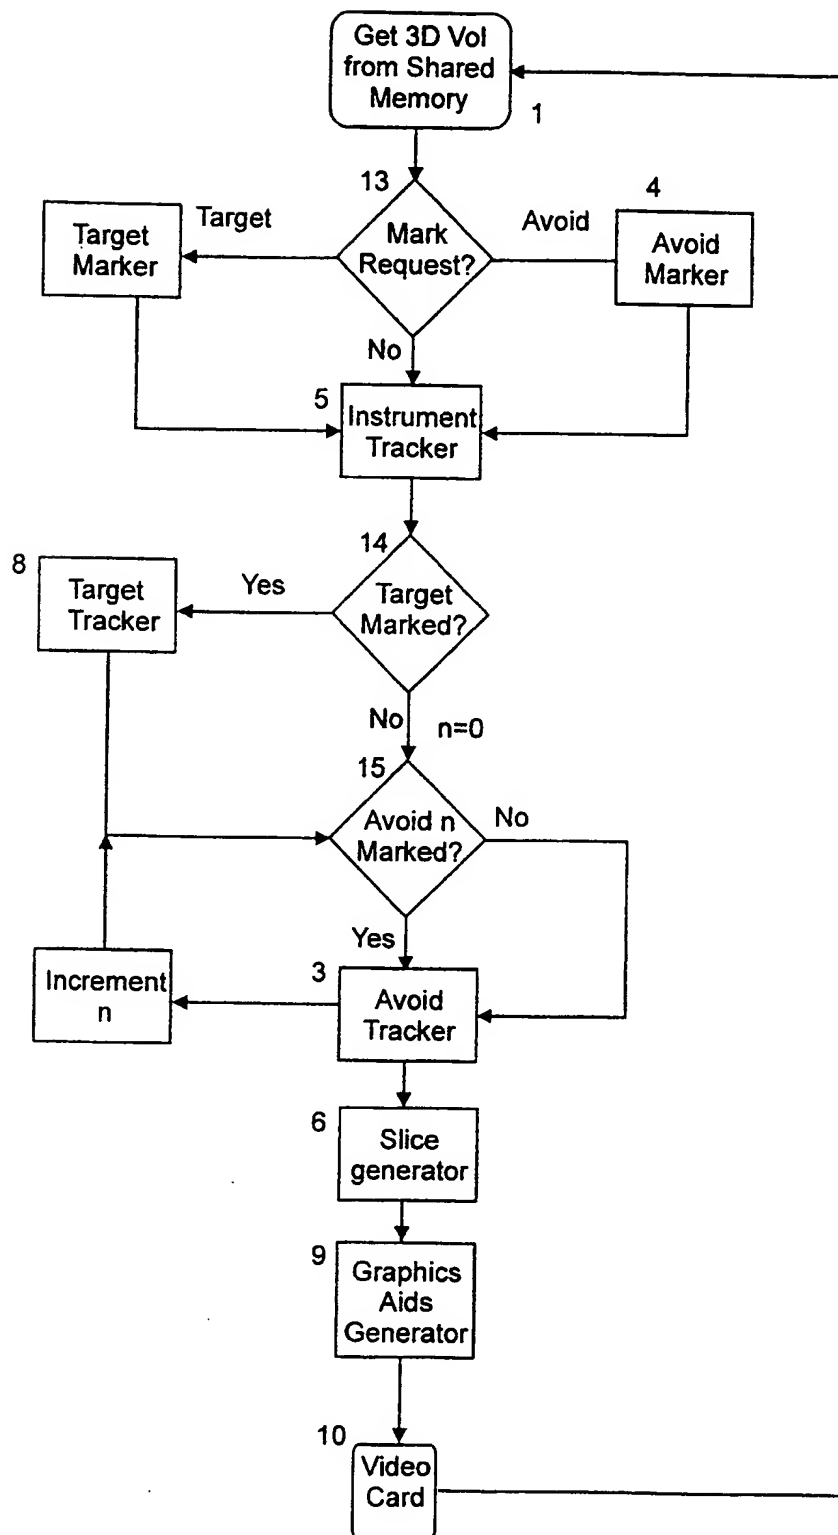 Get 3D Vol
from Shared
Memory
1
13
4
Target
Marker
Target
Mark
Request?
Avoid
Avoid
Marker
No
5
Instrument
Tracker
14
8
Target
Tracker
Yes
Target
Marked?
No
n=0
15
Avoid n
Marked?
No
Yes
Increment
n
3
Avoid
Tracker
6
Slice
generator
9
Graphics
Aids
Generator
10
Video
Card